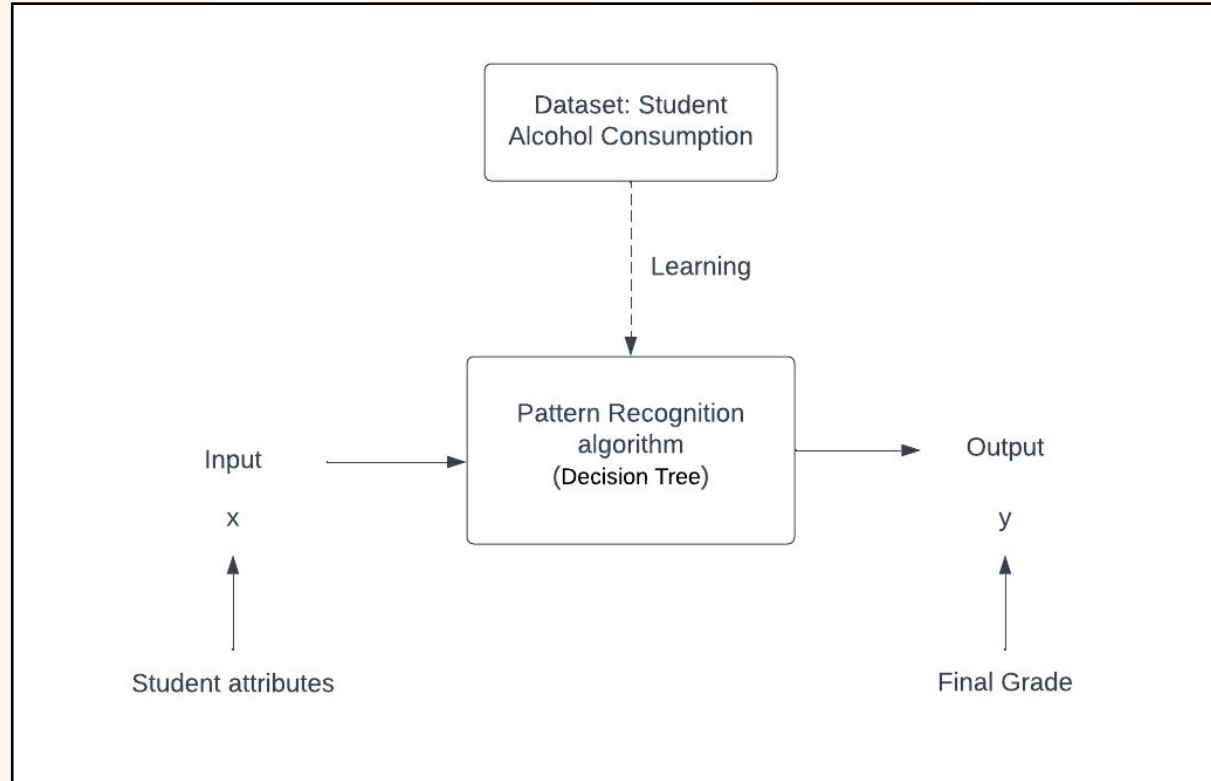 Dataset: Student
Alcohol Consumption
Learning
Pattern Recognition
algorithm
(Decision Tree)
Input
x
Student attributes
Output
y
Final Grade